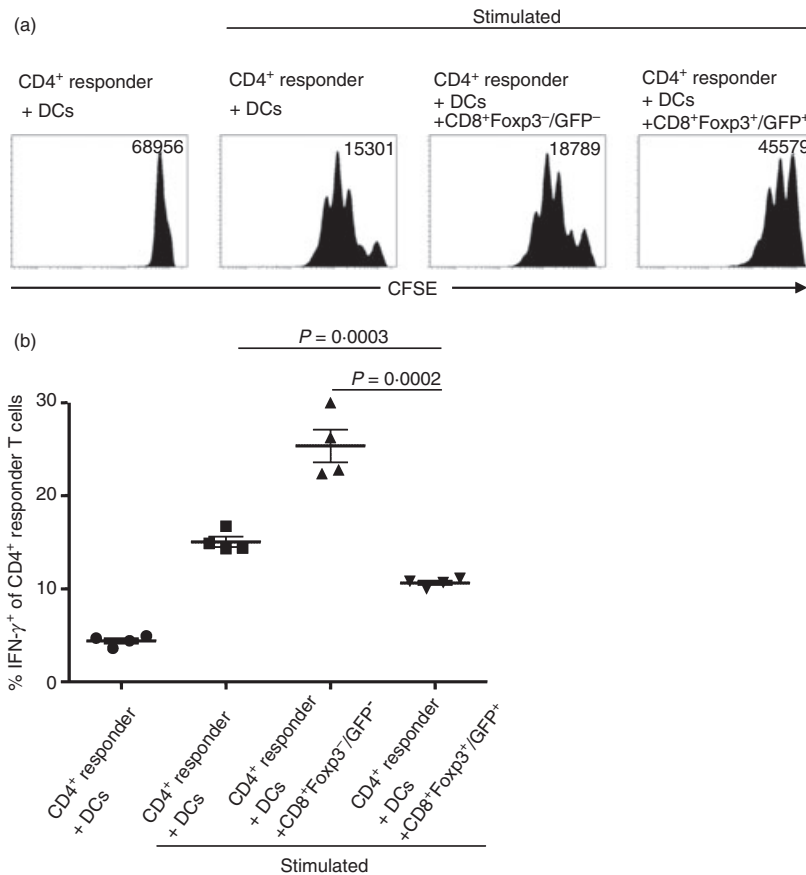 (a)
Stimulated
CD4⁺ responder
+ DCs
CD4⁺ responder
+ DCs
CD4⁺ responder
+ DCs
+CD8⁺Foxp3⁻/GFP⁻
CD4⁺ responder
+ DCs
+CD8⁺Foxp3⁺/GFP⁺
68956
15301
18789
45579
CFSE
(b)
P = 0·0003
P = 0·0002
% IFN-γ⁺ of CD4⁺ responder T cells
30
20
10
0
CD4⁺ responder
+ DCs
CD4⁺ responder
+ DCs
CD4⁺ responder
+ DCs
+CD8⁺Foxp3⁻/GFP⁻
CD4⁺ responder
+ DCs
+CD8⁺Foxp3⁺/GFP⁺
Stimulated